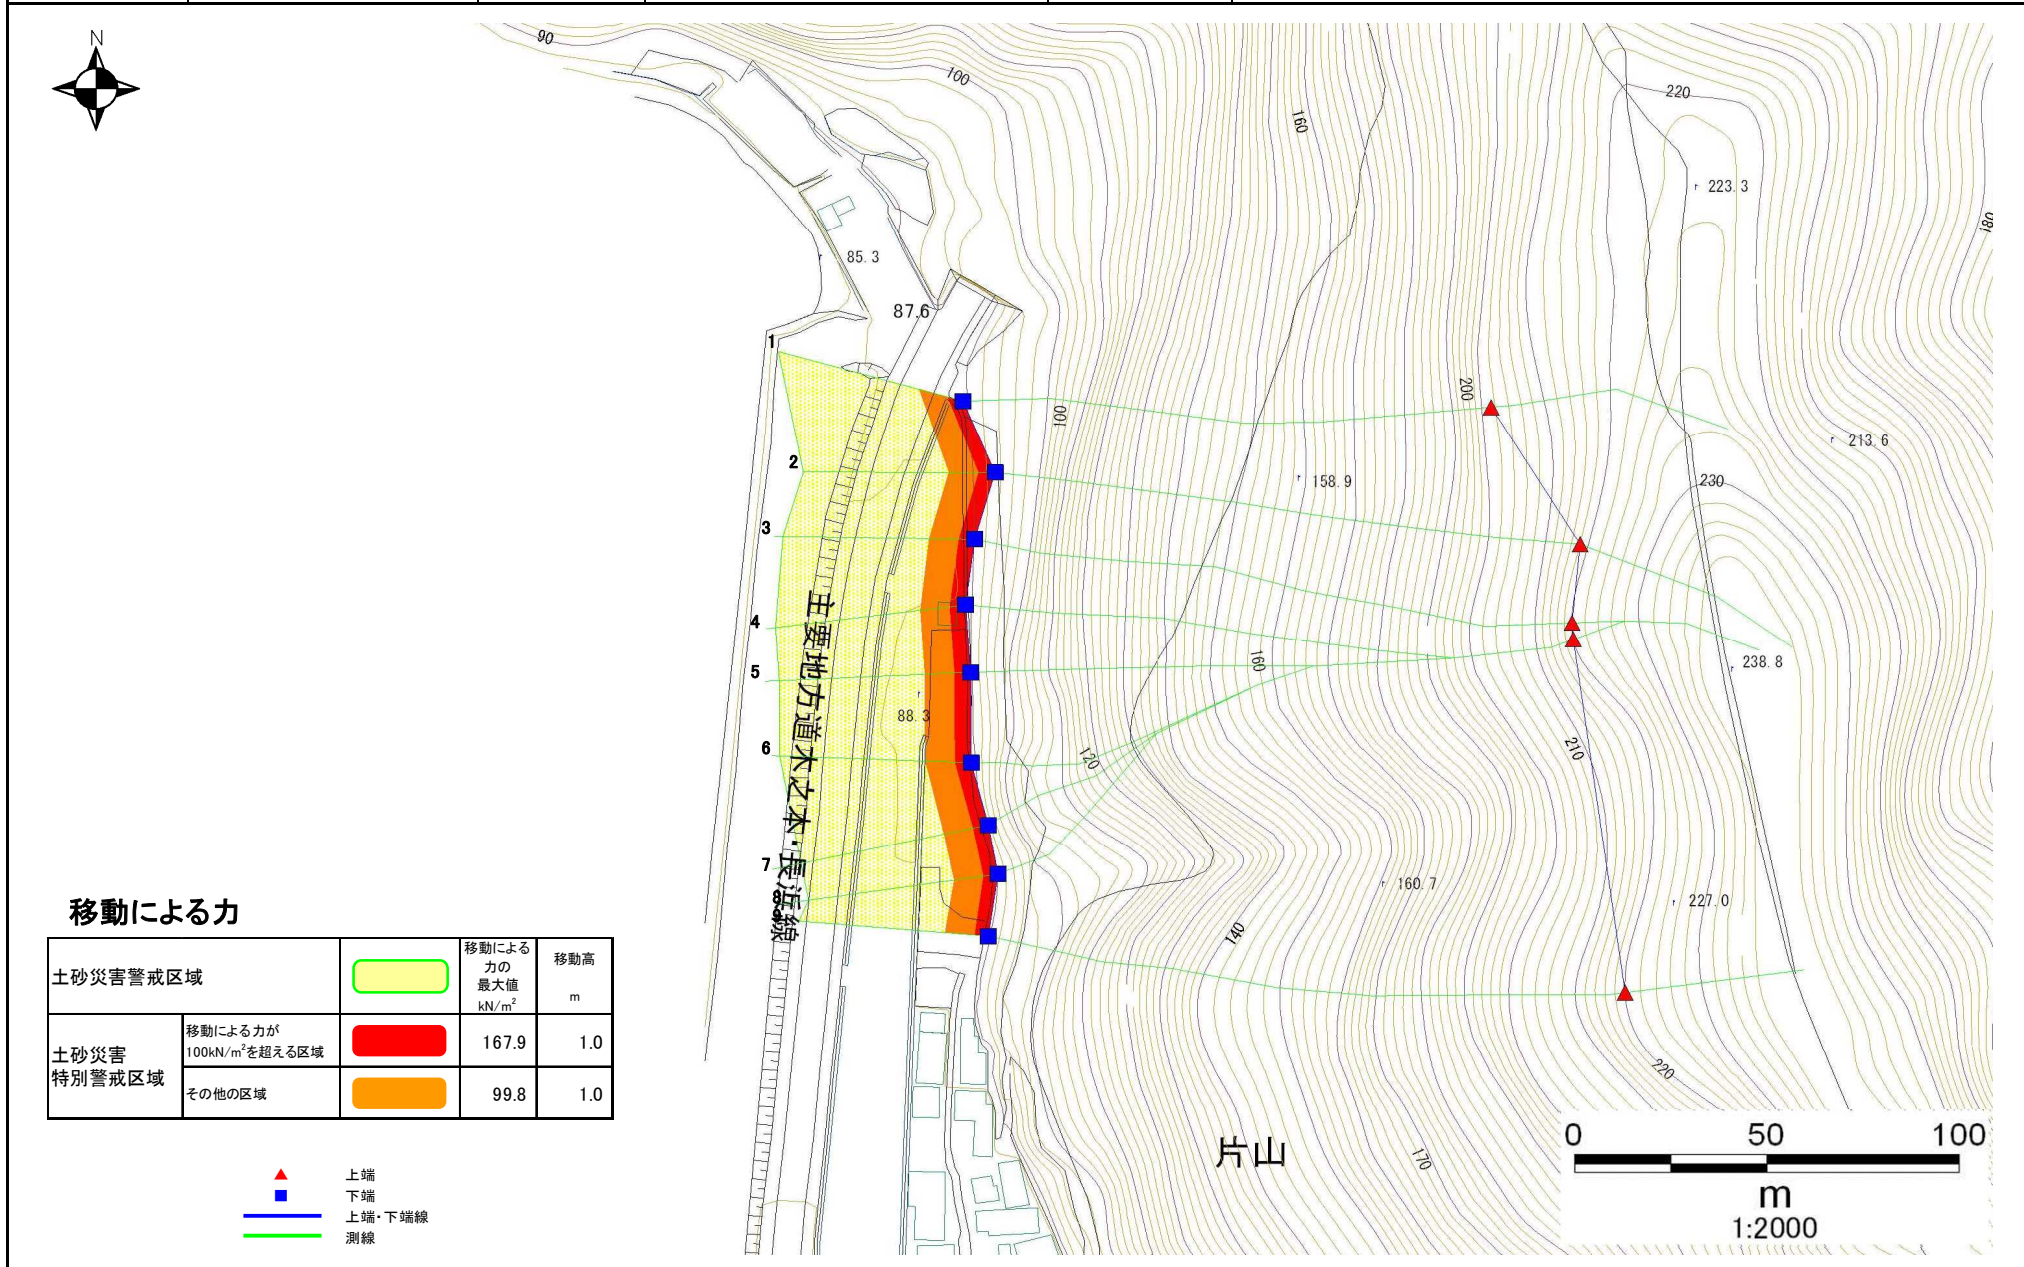 N
90
100
160
220
223.3
180
85.3
87.6
1
200
100
213.6
2
230
158.9
3
4
160
238.8
5
88.3
6
120
210
主要地方道木之本・長浜線
7
160.7
8
227.0
9
140
移動による力
土砂災害警戒区域
移動による
力の
最大値
kN/m²
移動高
m
土砂災害
特別警戒区域
移動による力が
100kN/m²を超える区域
167.9
1.0
その他の区域
99.8
1.0
220
片山
170
0 50 100
m
1:2000
上端
下端
上端・下端線
測線